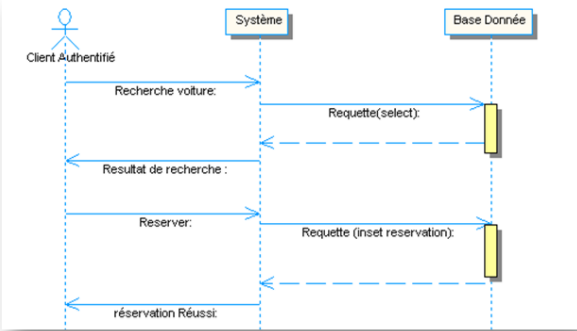 Système
Base Donnée
Client Authentifié
Recherche voiture:
Requette(select):
Resultat de recherche :
Reserver:
Requette (inset reservation):
réservation Réussi: